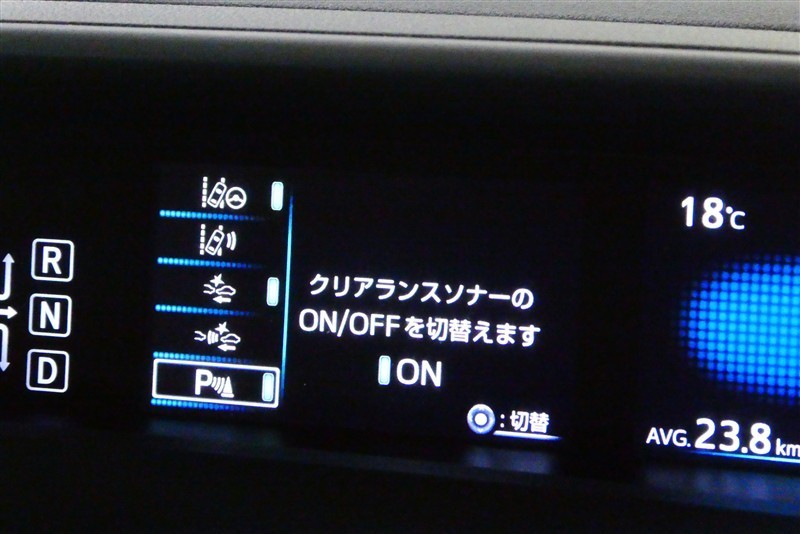 R
N
D
P
クリアランスソナーの
ON/OFFを切替えます
ON
:切替
18℃
AVG.23.8km